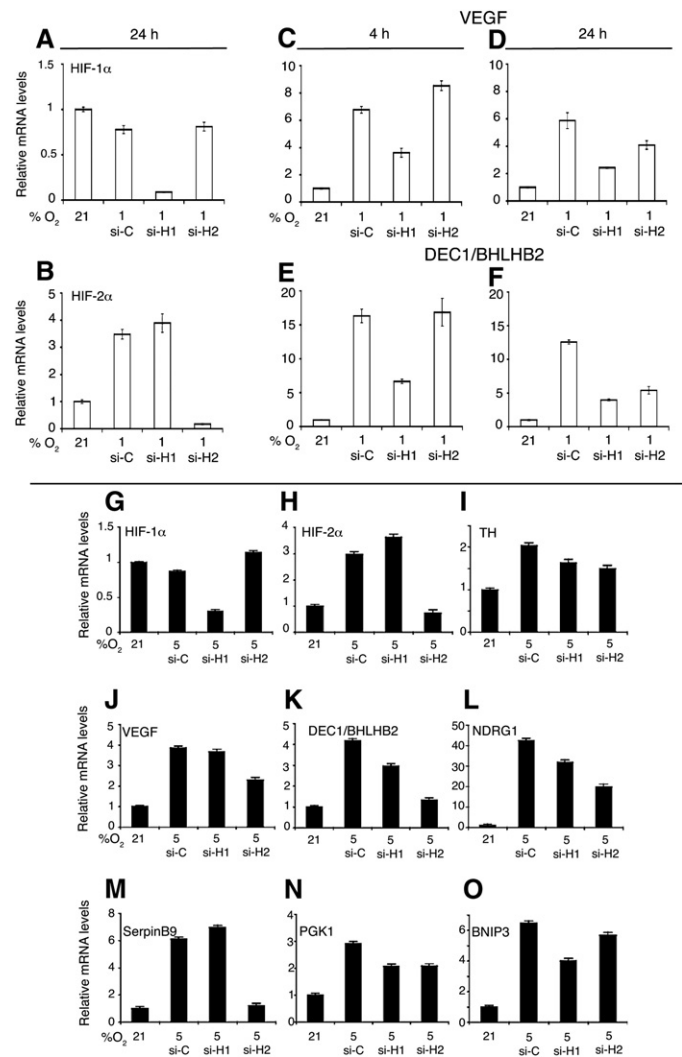 VEGF
A 24 h C 4 h D 24 h
HIF-1α
Relative mRNA levels
1.5
1
0.5
0
10
8
6
4
2
0
10
8
6
4
2
0
% O2 21 1 1 1 21 1 1 1 21 1 1 1
si-C si-H1 si-H2 si-C si-H1 si-H2 si-C si-H1 si-H2
DEC1/BHLHB2
B E F
HIF-2α
Relative mRNA levels
5
4
3
2
1
0
20
15
10
5
0
20
15
10
5
0
% O2 21 1 1 1 21 1 1 1 21 1 1 1
si-C si-H1 si-H2 si-C si-H1 si-H2 si-C si-H1 si-H2
G H I
HIF-1α HIF-2α TH
Relative mRNA levels
1.5
1
0.5
0
4
3
2
1
0
2
1
0
%O2 21 5 5 5 21 5 5 5 21 5 5 5
si-C si-H1 si-H2 si-C si-H1 si-H2 si-C si-H1 si-H2
J K L
VEGF DEC1/BHLHB2 NDRG1
Relative mRNA levels
5
4
3
2
1
0
5
4
3
2
1
0
50
40
30
20
10
0
%O2 21 5 5 5 21 5 5 5 21 5 5 5
si-C si-H1 si-H2 si-C si-H1 si-H2 si-C si-H1 si-H2
M N O
SerpinB9 PGK1 BNIP3
Relative mRNA levels
8
6
4
2
0
4
3
2
1
0
6
4
2
0
%O2 21 5 5 5 21 5 5 5 21 5 5 5
si-C si-H1 si-H2 si-C si-H1 si-H2 si-C si-H1 si-H2